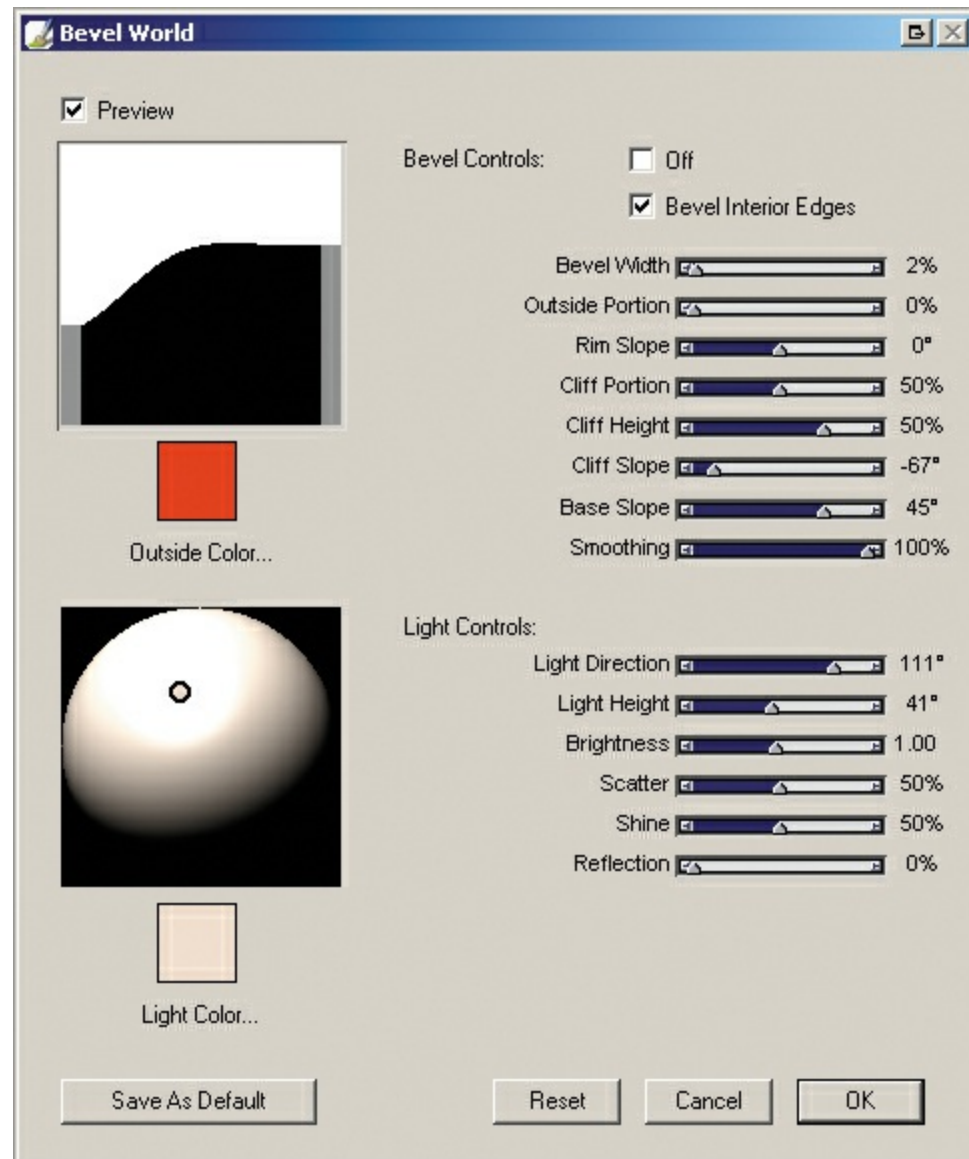 Bevel World
Preview
Bevel Controls:
Off
Bevel Interior Edges
Bevel Width 2%
Outside Portion 0%
Rim Slope 0°
Cliff Portion 50%
Cliff Height 50%
Cliff Slope -67°
Base Slope 45°
Smoothing 100%
Outside Color...
Light Controls:
Light Direction 111°
Light Height 41°
Brightness 1.00
Scatter 50%
Shine 50%
Reflection 0%
Light Color...
Save As Default
Reset
Cancel
OK